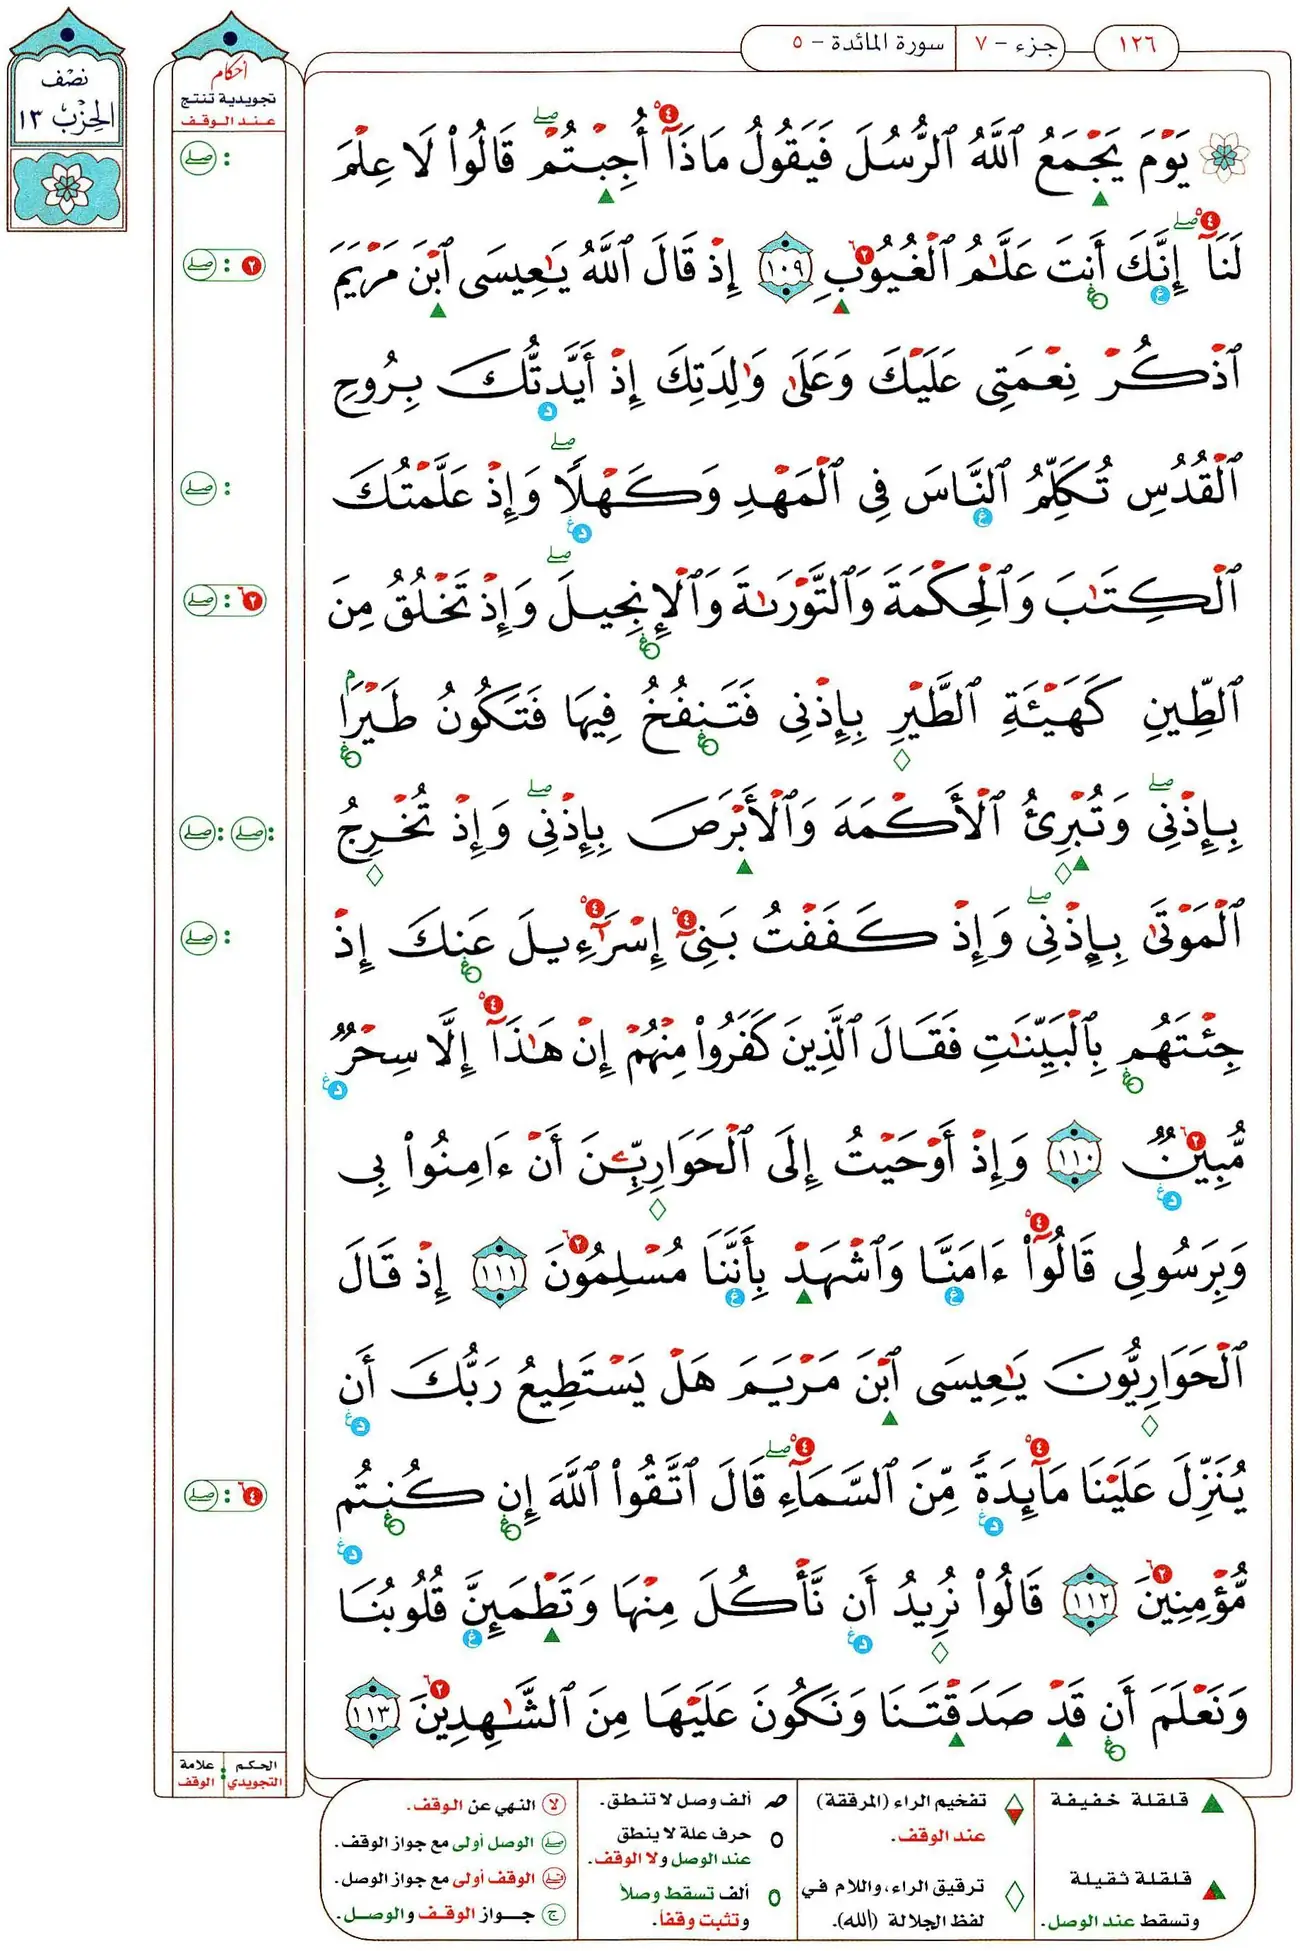 ١٢٦
جزء - ٧
سورة المائدة - ٥
نصف
الحزب ١٣
أحكام
تجويدية تنتج
عند الوقف
يَوْمَ يَجْمَعُ ٱللَّهُ ٱلرُّسُلَ فَيَقُولُ مَاذَآ أُجِبْتُمْ ۖ قَالُوا۟ لَا عِلْمَ
لَنَآ ۖ إِنَّكَ أَنتَ عَلَّٰمُ ٱلْغُيُوبِ ١٠٩ إِذْ قَالَ ٱللَّهُ يَٰعِيسَى ٱبْنَ مَرْيَمَ
ٱذْكُرْ نِعْمَتِى عَلَيْكَ وَعَلَىٰ وَٰلِدَتِكَ إِذْ أَيَّدتُّكَ بِرُوحِ
ٱلْقُدُسِ تُكَلِّمُ ٱلنَّاسَ فِى ٱلْمَهْدِ وَكَهْلًا ۖ وَإِذْ عَلَّمْتُكَ
ٱلْكِتَٰبَ وَٱلْحِكْمَةَ وَٱلتَّوْرَىٰةَ وَٱلْإِنجِيلَ ۖ وَإِذْ تَخْلُقُ مِنَ
ٱلطِّينِ كَهَيْـَٔةِ ٱلطَّيْرِ بِإِذْنِى فَتَنفُخُ فِيهَا فَتَكُونُ طَيْرًۢا
بِإِذْنِى ۖ وَتُبْرِئُ ٱلْأَكْمَهَ وَٱلْأَبْرَصَ بِإِذْنِى ۖ وَإِذْ تُخْرِجُ
ٱلْمَوْتَىٰ بِإِذْنِى ۖ وَإِذْ كَفَفْتُ بَنِىٓ إِسْرَٰٓءِيلَ عَنكَ إِذْ
جِئْتَهُم بِٱلْبَيِّنَٰتِ فَقَالَ ٱلَّذِينَ كَفَرُوا۟ مِنْهُمْ إِنْ هَٰذَآ إِلَّا سِحْرٌ
مُّبِينٌ ١١٠ وَإِذْ أَوْحَيْتُ إِلَى ٱلْحَوَارِيِّـۧنَ أَنْ ءَامِنُوا۟ بِى
وَبِرَسُولِى قَالُوٓا۟ ءَامَنَّا وَٱشْهَدْ بِأَنَّنَا مُسْلِمُونَ ١١١ إِذْ قَالَ
ٱلْحَوَارِيُّونَ يَٰعِيسَى ٱبْنَ مَرْيَمَ هَلْ يَسْتَطِيعُ رَبُّكَ أَن
يُنَزِّلَ عَلَيْنَا مَآئِدَةً مِّنَ ٱلسَّمَآءِ ۖ قَالَ ٱتَّقُوا۟ ٱللَّهَ إِن كُنتُم
مُّؤْمِنِينَ ١١٢ قَالُوا۟ نُرِيدُ أَن نَّأْكُلَ مِنْهَا وَتَطْمَئِنَّ قُلُوبُنَا
وَنَعْلَمَ أَن قَدْ صَدَقْتَنَا وَنَكُونَ عَلَيْهَا مِنَ ٱلشَّٰهِدِينَ ١١٣
الحكم التجويدي : علامة الوقف
قلقلة خفيفة
قلقلة ثقيلة
وتسقط عند الوصل.
تفخيم الراء (المرققة)
عند الوقف.
ترقيق الراء، واللام في
لفظ الجلالة (الله).
ألف وصل لا تنطق.
حرف علة لا ينطق
عند الوصل ولا الوقف.
ألف تسقط وصلاً
وتثبت وقفاً.
لا النهي عن الوقف.
صلى الوصل أولى مع جواز الوقف.
قلى الوقف أولى مع جواز الوصل.
ج جـواز الوقـف والوصـل.